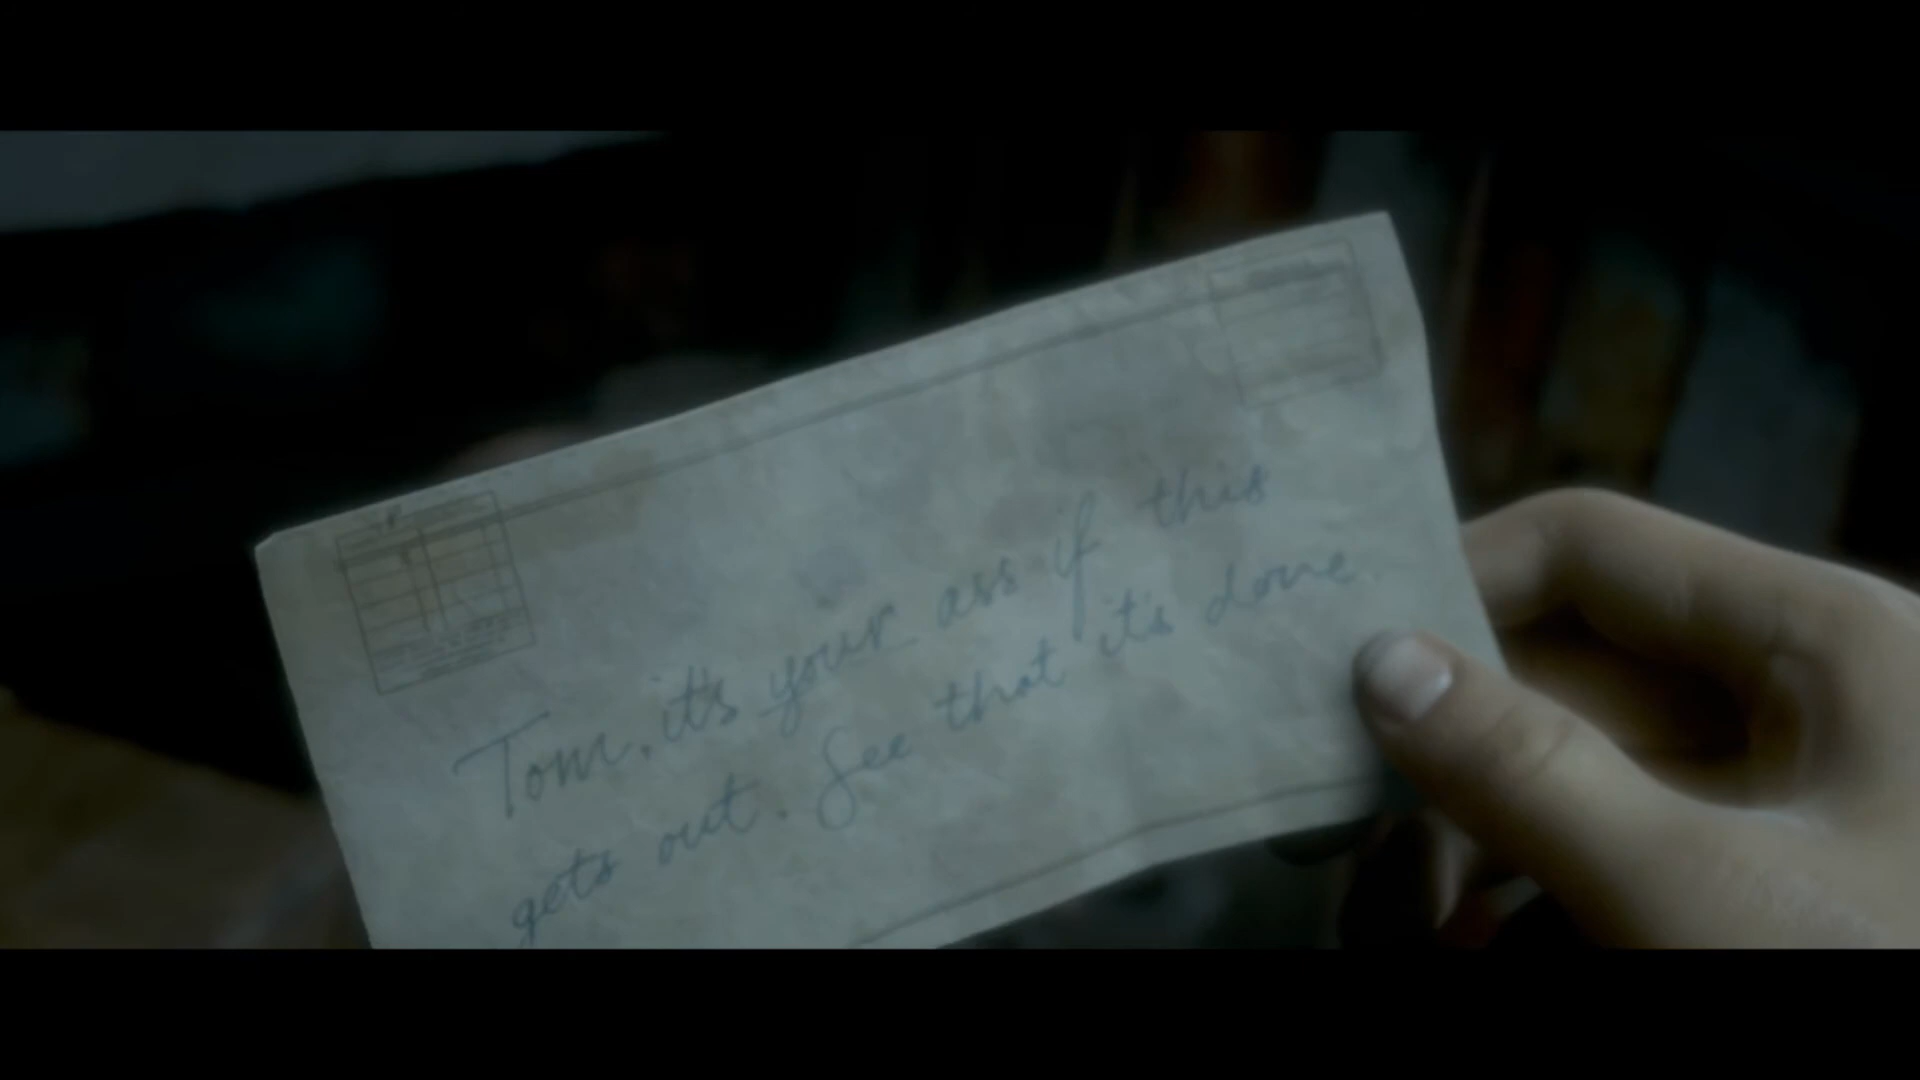 Tom, it's your ass if this
gets out. See that it's done.